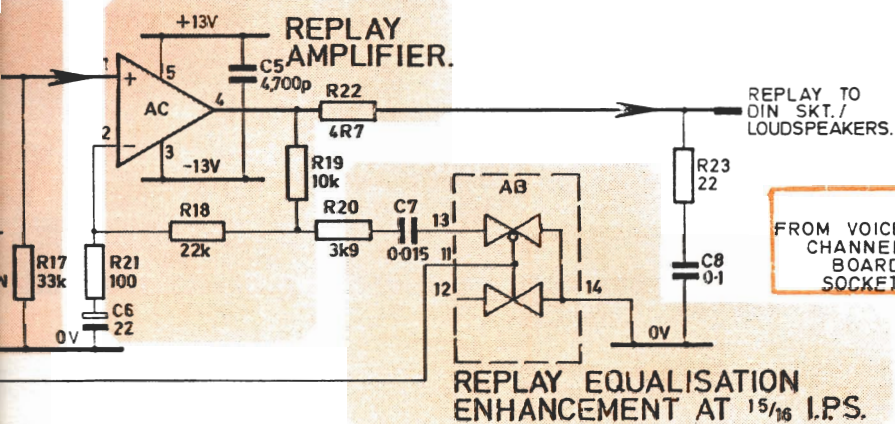 +13V
REPLAY
AMPLIFIER.
1
+
5
C5
4,700p
AC
4
R22
4R7
2
−
3
-13V
R19
10k
REPLAY TO
DIN SKT./
LOUDSPEAKERS.
R23
22
AB
R18
22k
R20
3k9
C7
0·015
13
11
12
14
R17
33k
R21
100
C6
22
0V
C8
0·1
0V
FROM VOICE
CHANNEL
BOARD
SOCKET
N
REPLAY EQUALISATION
ENHANCEMENT AT 15/16 I.P.S.